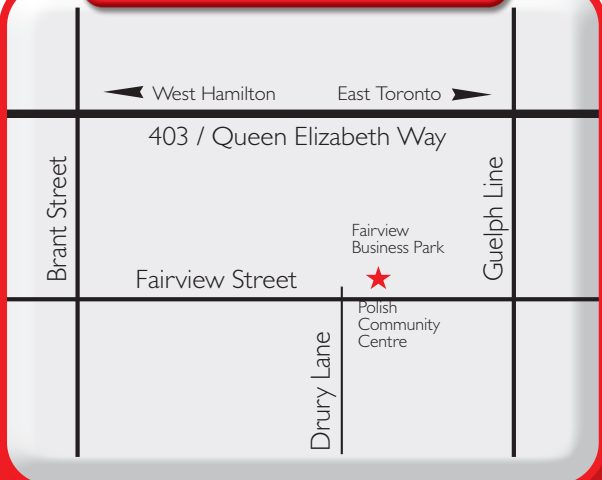 West Hamilton
East Toronto
403 / Queen Elizabeth Way
Brant Street
Guelph Line
Fairview
Business Park
Fairview Street
Polish
Community
Centre
Drury Lane